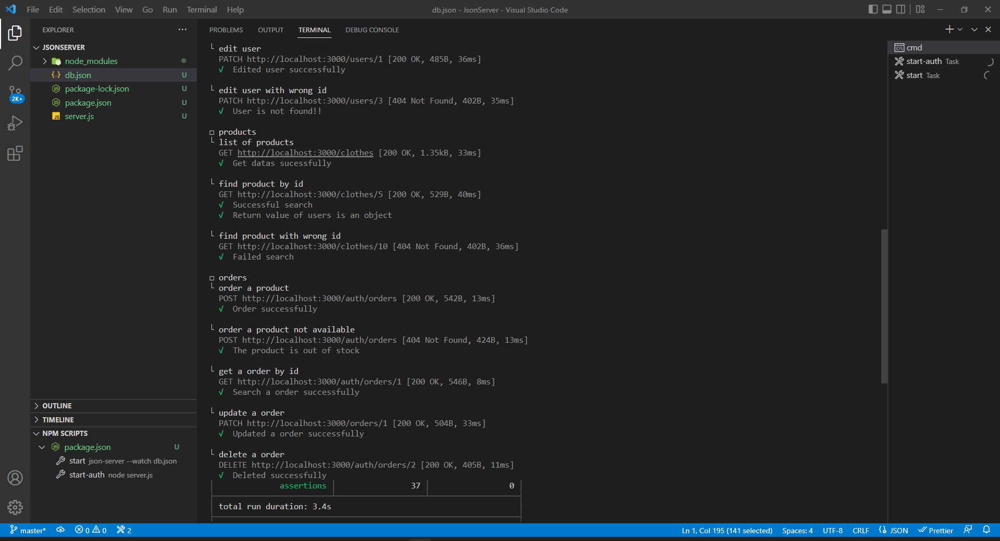 File Edit Selection View Go Run Terminal Help
db.json - JsonServer - Visual Studio Code
EXPLORER
JSONSERVER
node_modules
db.json U
package-lock.json U
package.json U
server.js U
2K+
OUTLINE
TIMELINE
NPM SCRIPTS
package.json U
start json-server --watch db.json
start-auth node server.js
PROBLEMS OUTPUT TERMINAL DEBUG CONSOLE
└ edit user
PATCH http://localhost:3000/users/1 [200 OK, 485B, 36ms]
√ Edited user successfully
└ edit user with wrong id
PATCH http://localhost:3000/users/3 [404 Not Found, 402B, 35ms]
√ User is not found!!
□ products
└ list of products
GET http://localhost:3000/clothes [200 OK, 1.35kB, 33ms]
√ Get datas sucessfully
└ find product by id
GET http://localhost:3000/clothes/5 [200 OK, 529B, 40ms]
√ Successful search
√ Return value of users is an object
└ find product with wrong id
GET http://localhost:3000/clothes/10 [404 Not Found, 402B, 36ms]
√ Failed search
□ orders
└ order a product
POST http://localhost:3000/auth/orders [200 OK, 542B, 13ms]
√ Order successfully
└ order a product not available
POST http://localhost:3000/auth/orders [404 Not Found, 424B, 13ms]
√ The product is out of stock
└ get a order by id
GET http://localhost:3000/auth/orders/1 [200 OK, 546B, 8ms]
√ Search a order successfully
└ update a order
PATCH http://localhost:3000/orders/1 [200 OK, 504B, 33ms]
√ Updated a order successfully
└ delete a order
DELETE http://localhost:3000/auth/orders/2 [200 OK, 405B, 11ms]
√ Deleted successfully
assertions 37 0
total run duration: 3.4s
cmd
start-auth Task
start Task
master* 0 0 2
Ln 1, Col 195 (141 selected) Spaces: 4 UTF-8 CRLF JSON Prettier